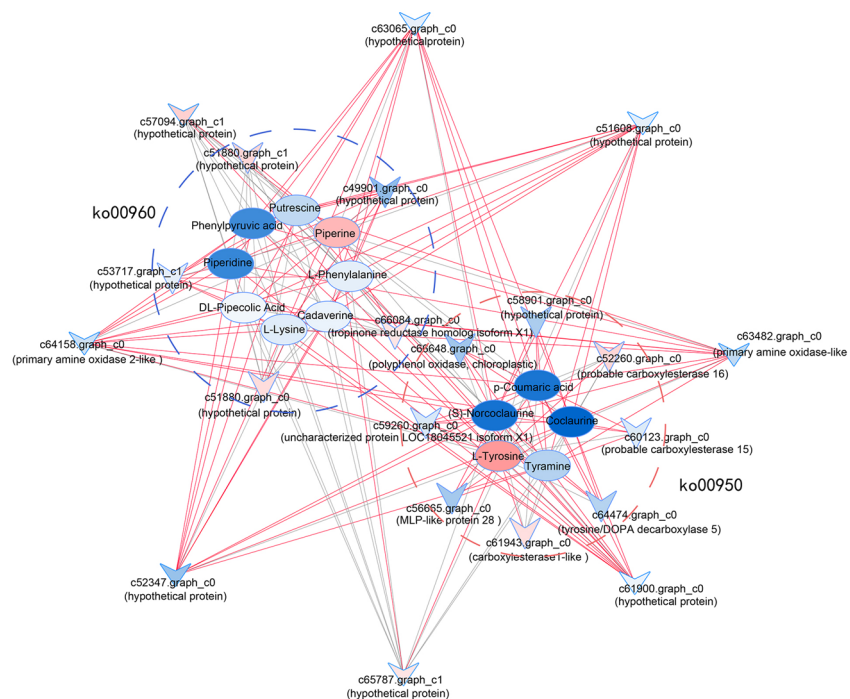 c63065.graph_c0
(hypotheticalprotein)
c57094.graph_c1
(hypothetical protein)
c51608.graph_c0
(hypothetical protein)
c51880.graph_c1
(hypothetical protein)
c49901.graph_c0
(hypothetical protein)
ko00960
Putrescine
Phenylpyruvic acid
Piperine
Piperidine
L-Phenylalanine
c53717.graph_c1
(hypothetical protein)
DL-Pipecolic Acid
Cadaverine
L-Lysine
c58901.graph_c0
(hypothetical protein)
c66084.graph_c0
(tropinone reductase homolog isoform X1)
c64158.graph_c0
(primary amine oxidase 2-like )
c63482.graph_c0
(primary amine oxidase-like
c66648.graph_c0
(polyphenol oxidase, chloroplastic)
c52260.graph_c0
(probable carboxylesterase 16)
c51880.graph_c0
(hypothetical protein)
p-Coumaric acid
(S)-Norcoclaurine
Coclaurine
c59260.graph_c0
(uncharacterized protein LOC18045521 isoform X1)
c60123.graph_c0
(probable carboxylesterase 15)
L-Tyrosine
Tyramine
ko00950
c56665.graph_c0
(MLP-like protein 28 )
c64474.graph_c0
(tyrosine/DOPA decarboxylase 5)
c61943.graph_c0
(carboxylesterase1-like )
c52347.graph_c0
(hypothetical protein)
c61900.graph_c0
(hypothetical protein)
c65787.graph_c1
(hypothetical protein)